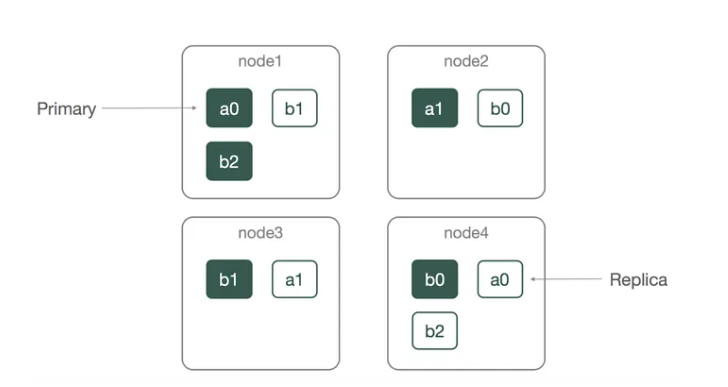 node1
node2
Primary
a0
b1
a1
b0
b2
node3
node4
b1
a1
b0
a0
Replica
b2